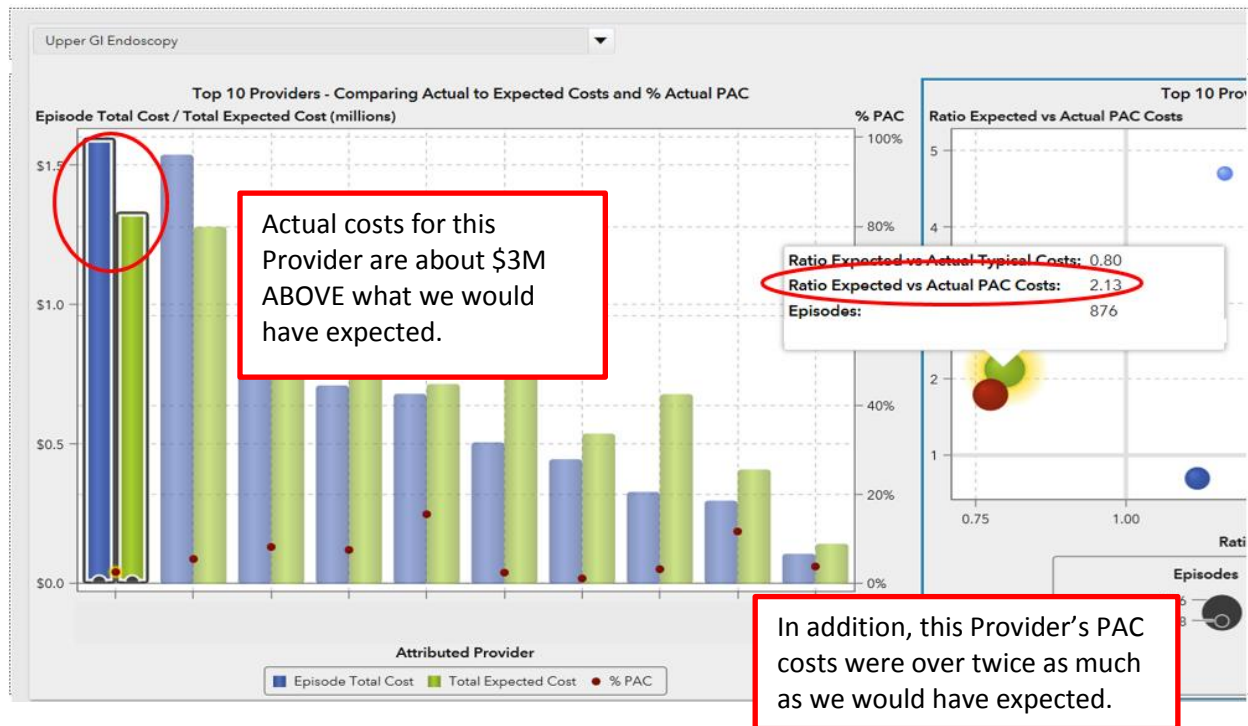 Upper GI Endoscopy
Top 10 Providers - Comparing Actual to Expected Costs and % Actual PAC
Episode Total Cost / Total Expected Cost (millions)
% PAC
$1.5
$1.0
$0.5
$0.0
100%
80%
40%
20%
0%
Actual costs for this
Provider are about $3M
ABOVE what we would
have expected.
Attributed Provider
Episode Total Cost
Total Expected Cost
% PAC
Top 10 Pro
Ratio Expected vs Actual PAC Costs
5
4
2
1
Ratio Expected vs Actual Typical Costs: 0.80
Ratio Expected vs Actual PAC Costs: 2.13
Episodes: 876
0.75
1.00
Rati
Episodes
6
8
In addition, this Provider’s PAC
costs were over twice as much
as we would have expected.